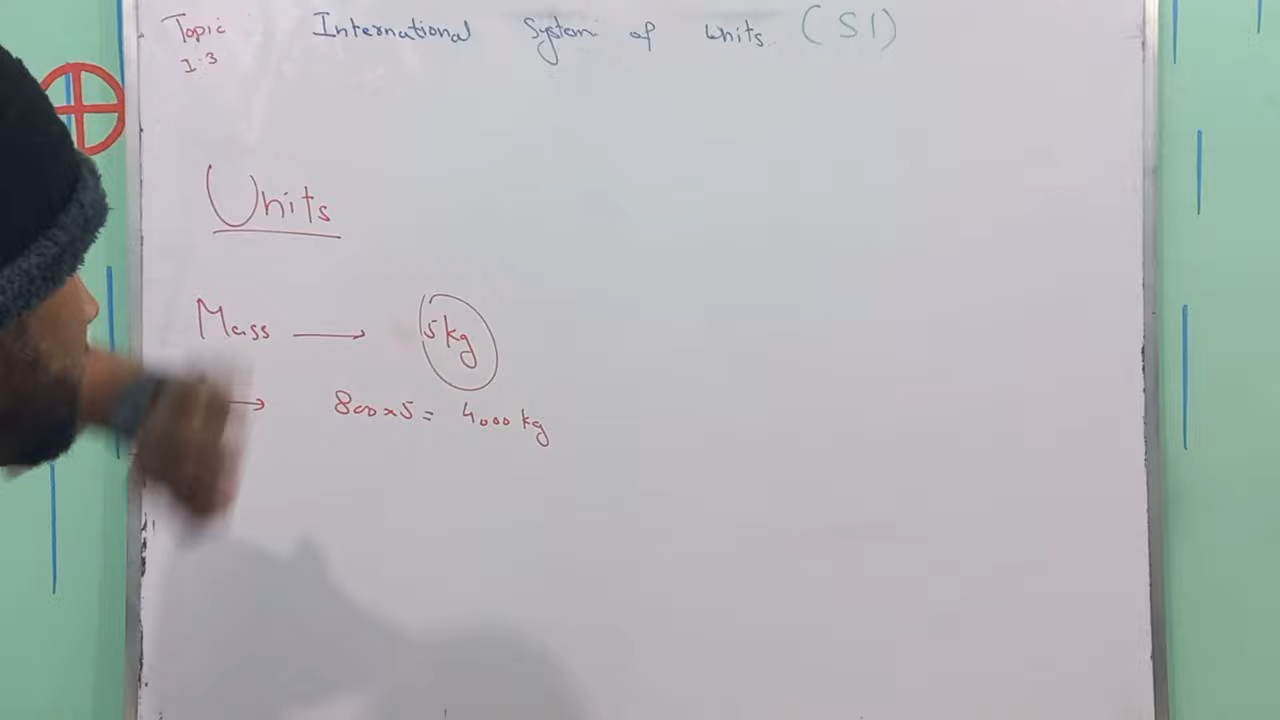 Topic International System of Units (SI)
1.3
Units
Mass → 5kg
→ 800×5 = 4000 kg